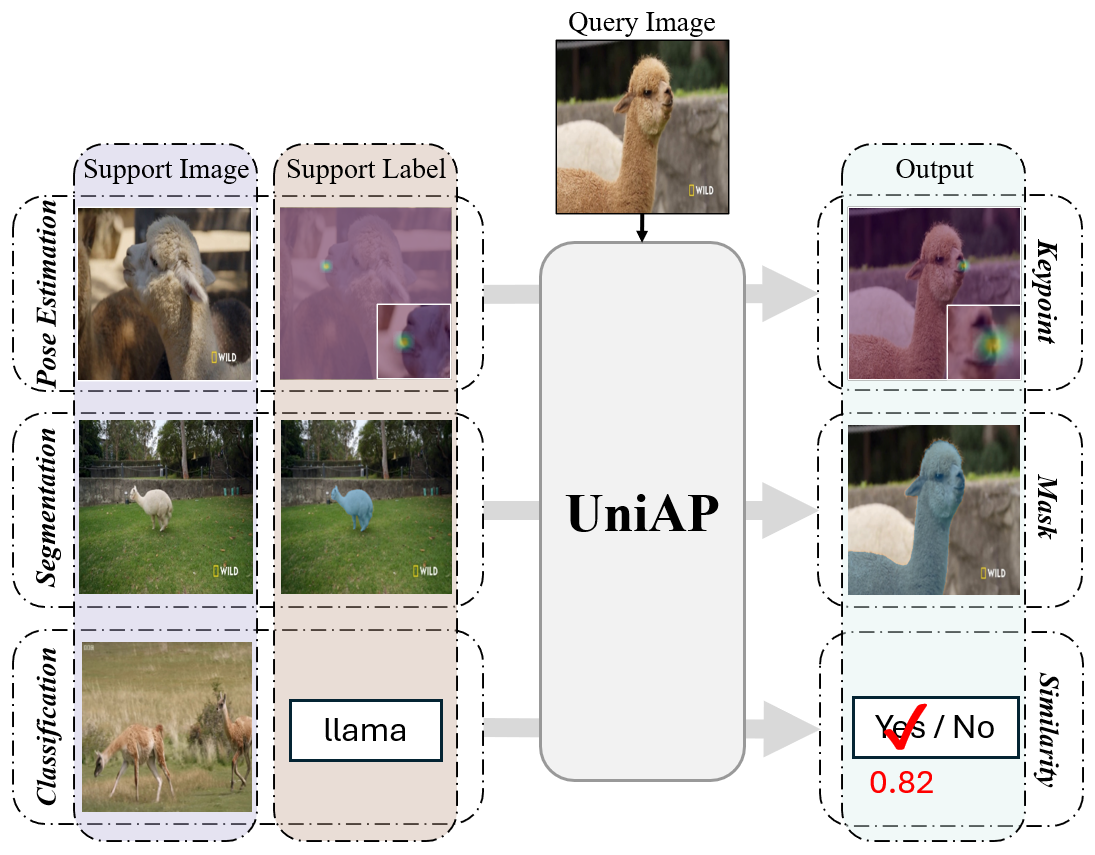 Query Image
Support Image
Support Label
Output
Pose Estimation
WILD
WILD
Keypoint
Segmentation
WILD
WILD
UniAP
WILD
Mask
Classification
BBC
llama
Yes / No
0.82
Similarity